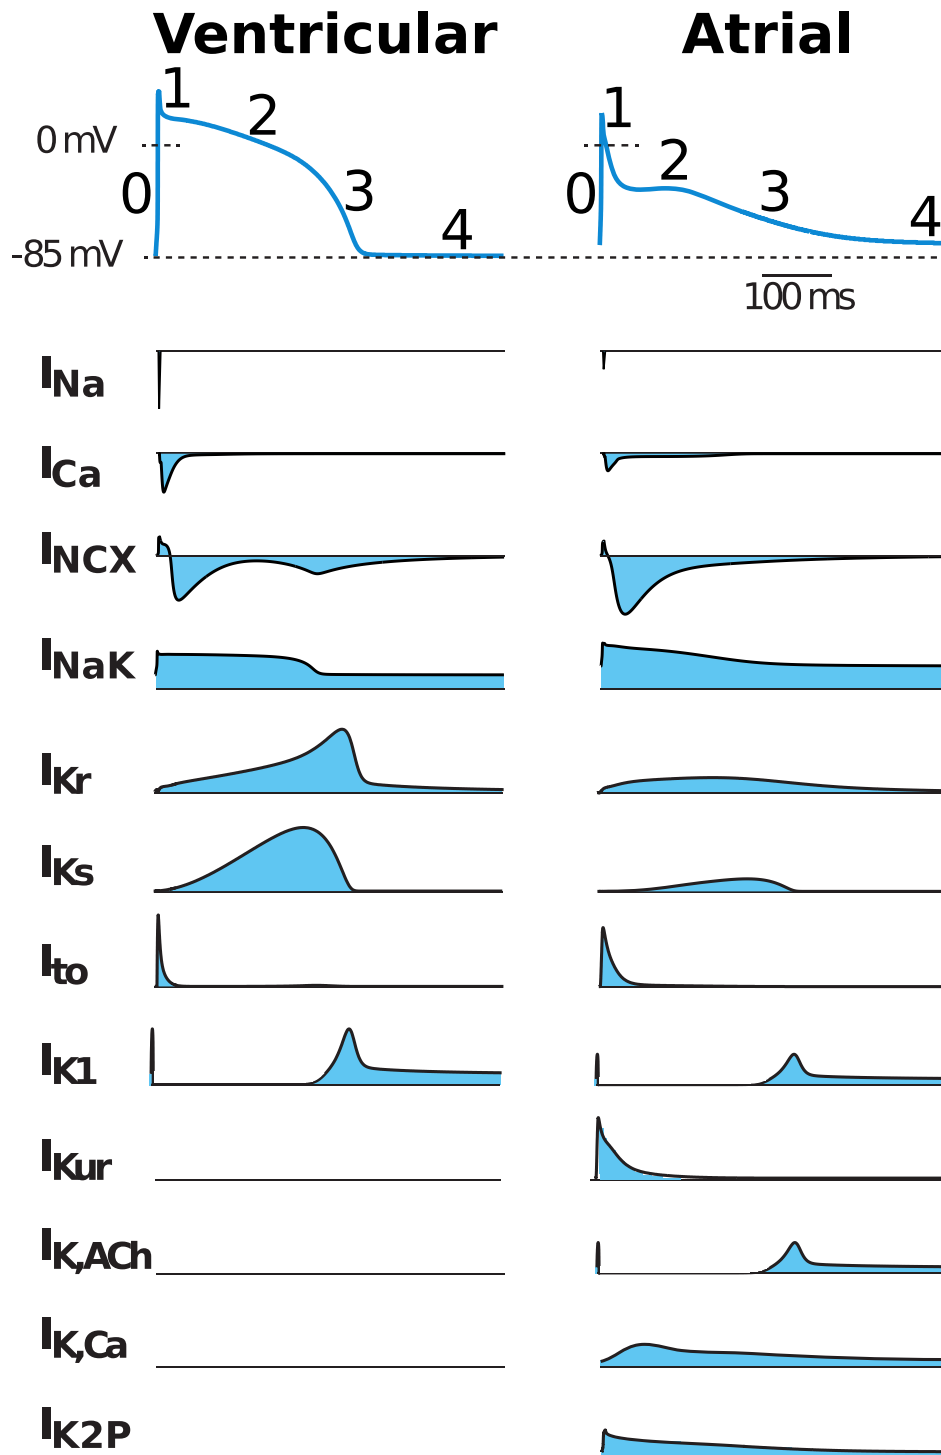 Ventricular Atrial
1 1
2
0 mV
2
0 3 0 3
4 4
-85 mV
100 ms
INa
ICa
INCX
INaK
IKr
IKs
Ito
IK1
IKur
IK,ACh
IK,Ca
IK2P